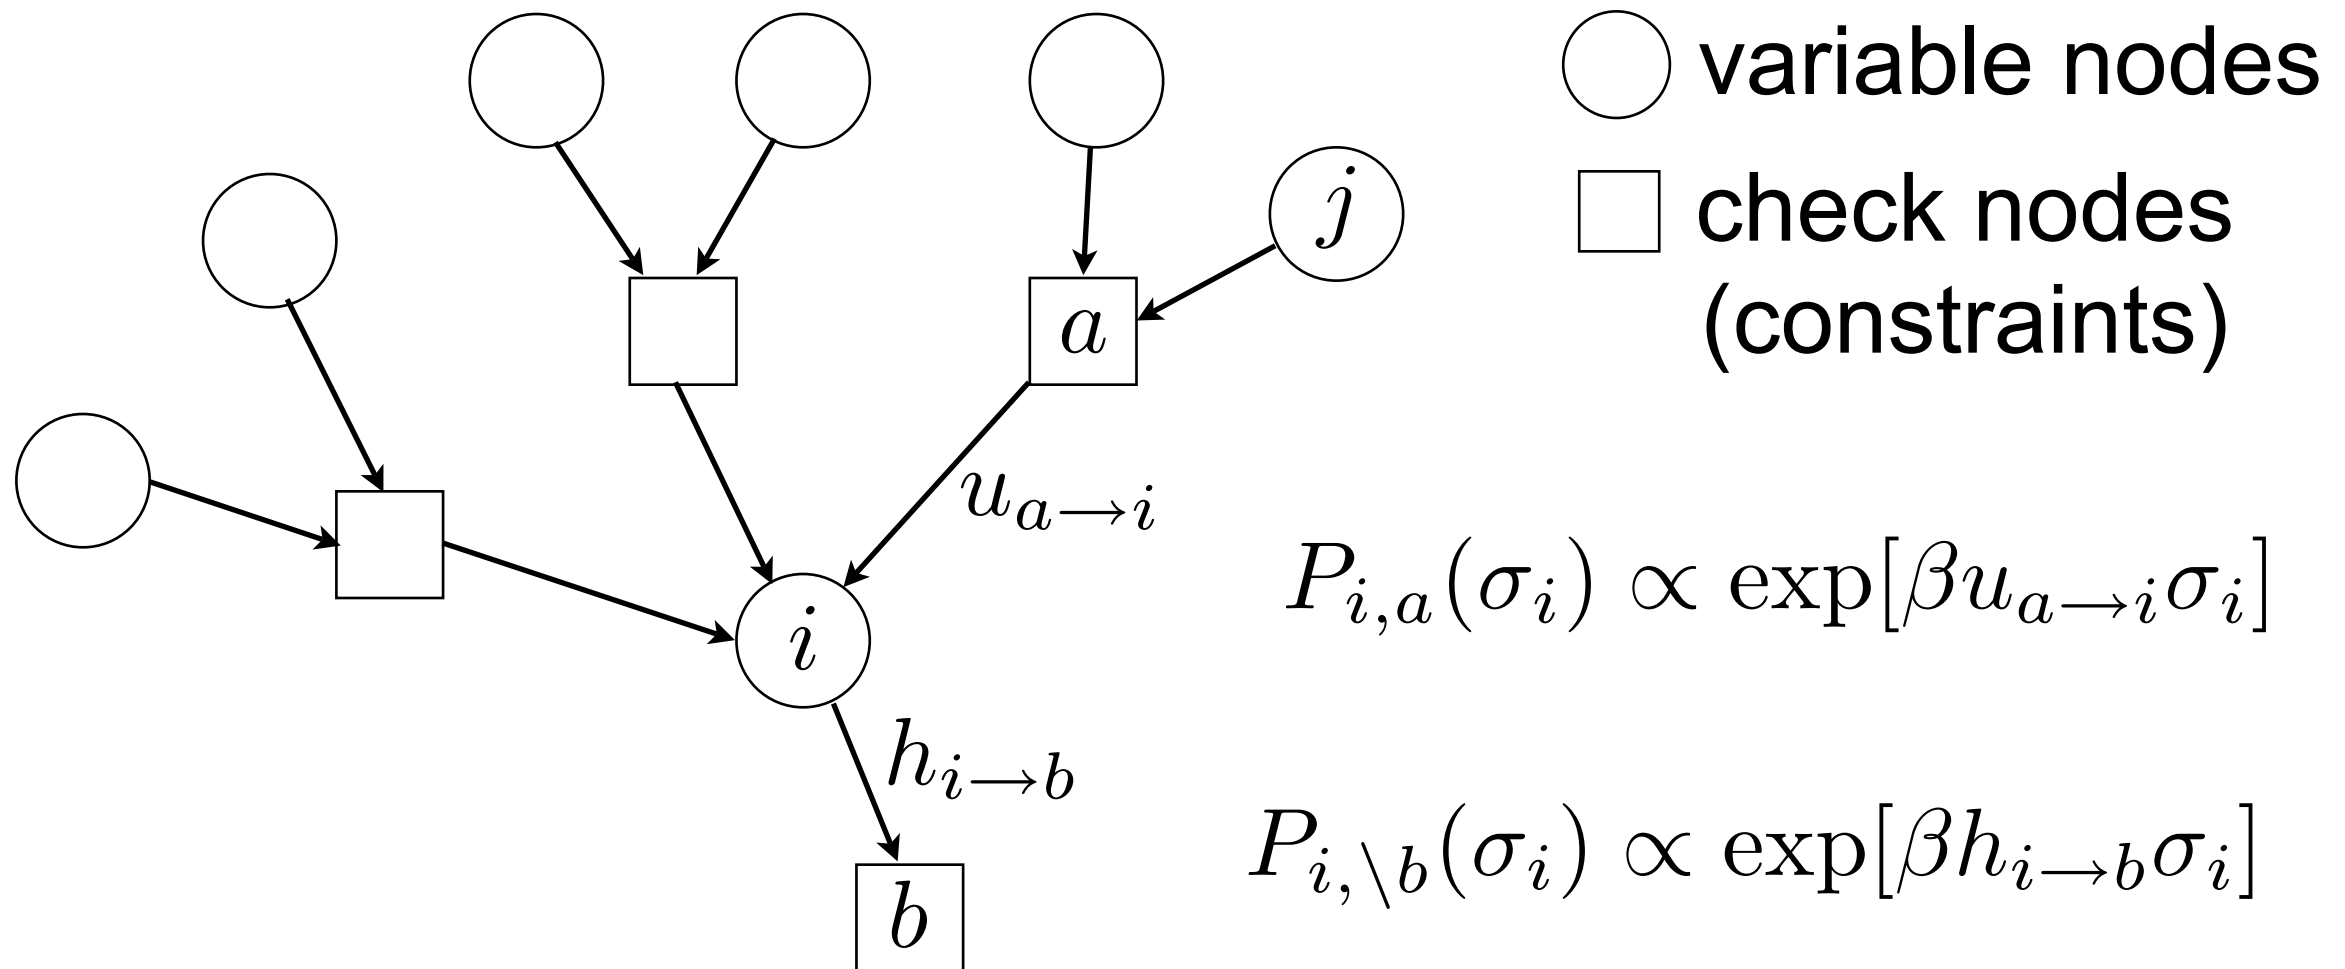 variable nodes
j
check nodes
(constraints)
a
u_{a→i}
P_{i,a}(σ_i) ∝ exp[βu_{a→i}σ_i]
i
h_{i→b}
P_{i,\b}(σ_i) ∝ exp[βh_{i→b}σ_i]
b